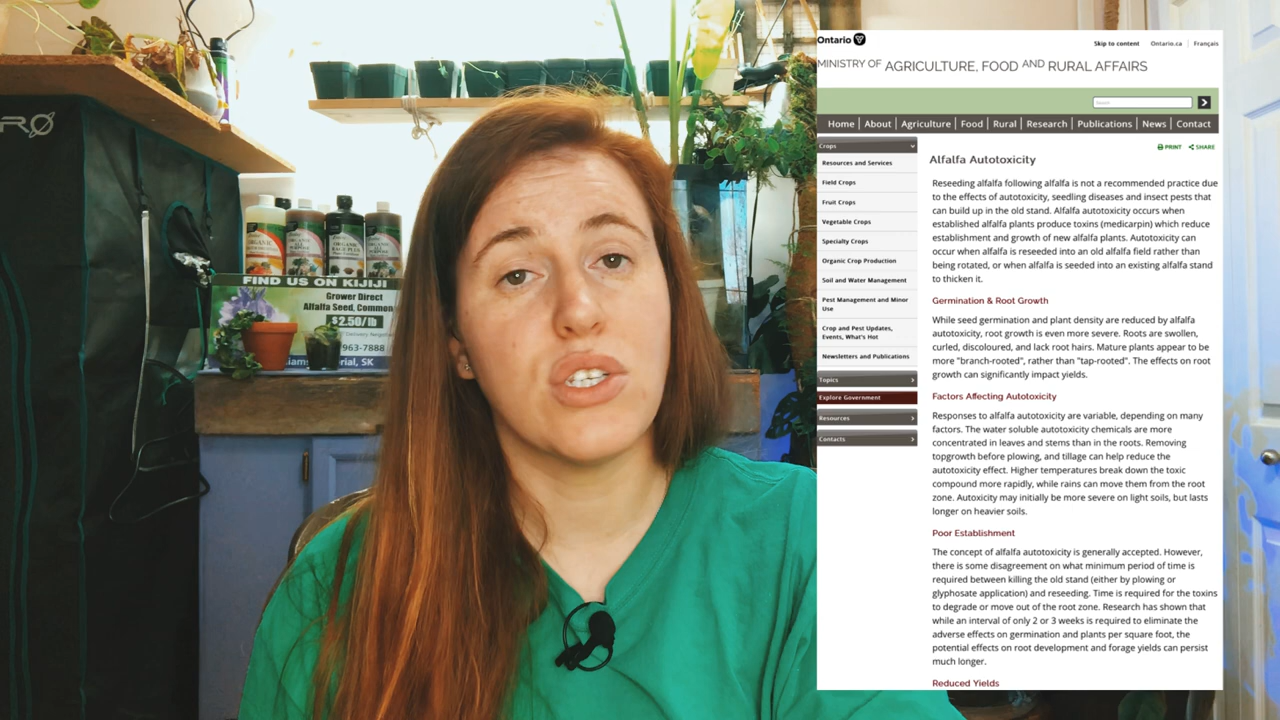 RØ
ORGANIC
ORGANIC
ALL PURPOSE
ORGANIC
FIND US ON KIJIJI
Grower Direct
Alfalfa Seed, Common
$2.50/lb
963-7888
rial, SK
Ontario
Skip to content
Ontario.ca
Français
MINISTRY OF AGRICULTURE, FOOD AND RURAL AFFAIRS
Search
Home | About | Agriculture | Food | Rural | Research | Publications | News | Contact
Crops
Resources and Services
Field Crops
Fruit Crops
Vegetable Crops
Specialty Crops
Organic Crop Production
Soil and Water Management
Pest Management and Minor
Use
Crop and Pest Updates,
Events, What's Hot
Newsletters and Publications
Topics
Explore Government
Resources
Contacts
PRINT
SHARE
Alfalfa Autotoxicity
Reseeding alfalfa following alfalfa is not a recommended practice due
to the effects of autotoxicity, seedling diseases and insect pests that
can build up in the old stand. Alfalfa autotoxicity occurs when
established alfalfa plants produce toxins (medicarpin) which reduce
establishment and growth of new alfalfa plants. Autotoxicity can
occur when alfalfa is reseeded into an old alfalfa field rather than
being rotated, or when alfalfa is seeded into an existing alfalfa stand
to thicken it.
Germination & Root Growth
While seed germination and plant density are reduced by alfalfa
autotoxicity, root growth is even more severe. Roots are swollen,
curled, discoloured, and lack root hairs. Mature plants appear to be
more "branch-rooted", rather than "tap-rooted". The effects on root
growth can significantly impact yields.
Factors Affecting Autotoxicity
Responses to alfalfa autotoxicity are variable, depending on many
factors. The water soluble autotoxicity chemicals are more
concentrated in leaves and stems than in the roots. Removing
topgrowth before plowing, and tillage can help reduce the
autotoxicity effect. Higher temperatures break down the toxic
compound more rapidly, while rains can move them from the root
zone. Autoxicity may initially be more severe on light soils, but lasts
longer on heavier soils.
Poor Establishment
The concept of alfalfa autotoxicity is generally accepted. However,
there is some disagreement on what minimum period of time is
required between killing the old stand (either by plowing or
glyphosate application) and reseeding. Time is required for the toxins
to degrade or move out of the root zone. Research has shown that
while an interval of only 2 or 3 weeks is required to eliminate the
adverse effects on germination and plants per square foot, the
potential effects on root development and forage yields can persist
much longer.
Reduced Yields